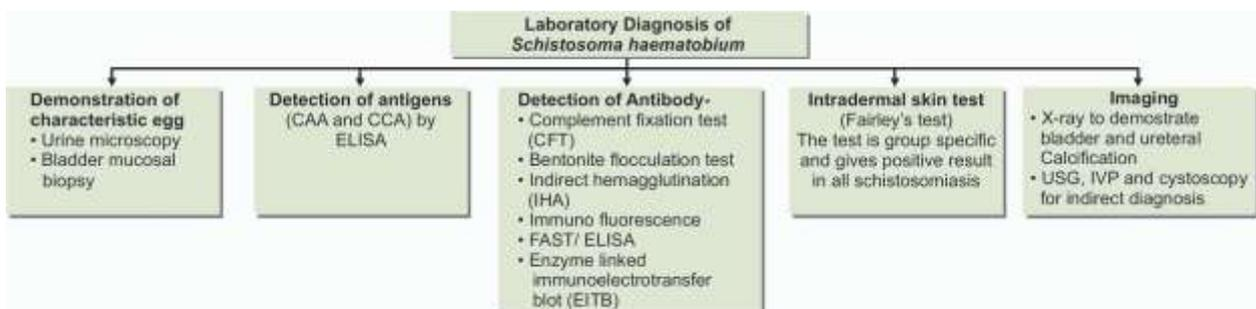 Laboratory Diagnosis of
Schistosoma haematobium
Demonstration of
characteristic egg
• Urine microscopy
• Bladder mucosal
biopsy
Detection of antigens
(CAA and CCA) by
ELISA
Detection of Antibody-
• Complement fixation test
(CFT)
• Bentonite flocculation test
• Indirect hemagglutination
(IHA)
• Immuno fluorescence
• FAST/ ELISA
• Enzyme linked
immunoelectrotransfer
blot (EITB)
Intradermal skin test
(Fairley's test)
The test is group specific
and gives positive result
in all schistosomiasis
Imaging
• X-ray to demostrate
bladder and ureteral
Calcification
• USG, IVP and cystoscopy
for indirect diagnosis